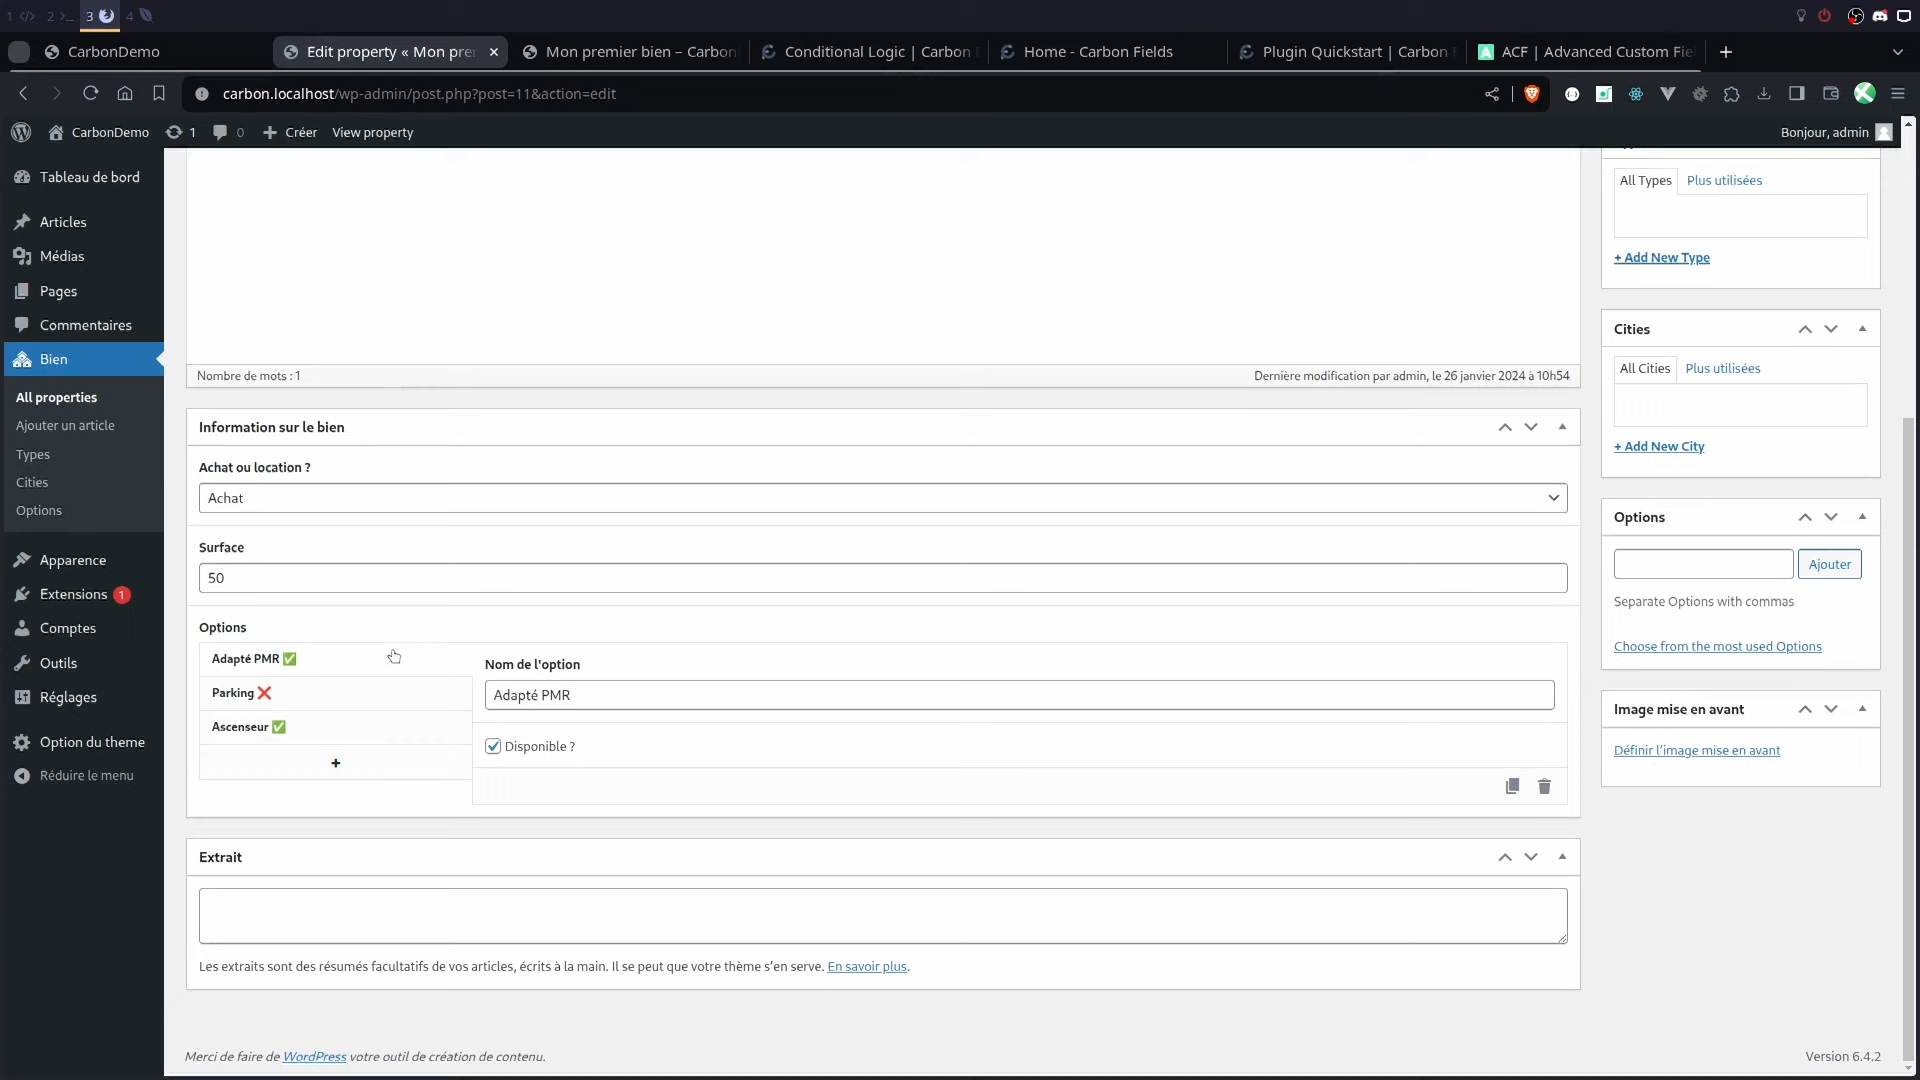 1 2 3 4
CarbonDemo
Edit property « Mon pre
Mon premier bien – Carbon
Conditional Logic | Carbon
Home - Carbon Fields
Plugin Quickstart | Carbon
ACF | Advanced Custom Fie
carbon.localhost/wp-admin/post.php?post=11&action=edit
CarbonDemo 1 0 Créer View property
Bonjour, admin
Tableau de bord
Articles
Médias
Pages
Commentaires
Bien
All properties
Ajouter un article
Types
Cities
Options
Apparence
Extensions 1
Comptes
Outils
Réglages
Option du theme
Réduire le menu
Nombre de mots : 1
Dernière modification par admin, le 26 janvier 2024 à 10h54
Information sur le bien
Achat ou location ?
Achat
Surface
50
Options
Adapté PMR ✅
Parking ❌
Ascenseur ✅
+
Nom de l'option
Adapté PMR
Disponible ?
Extrait
Les extraits sont des résumés facultatifs de vos articles, écrits à la main. Il se peut que votre thème s’en serve. En savoir plus.
Merci de faire de WordPress votre outil de création de contenu.
All Types Plus utilisées
+ Add New Type
Cities
All Cities Plus utilisées
+ Add New City
Options
Ajouter
Separate Options with commas
Choose from the most used Options
Image mise en avant
Définir l’image mise en avant
Version 6.4.2